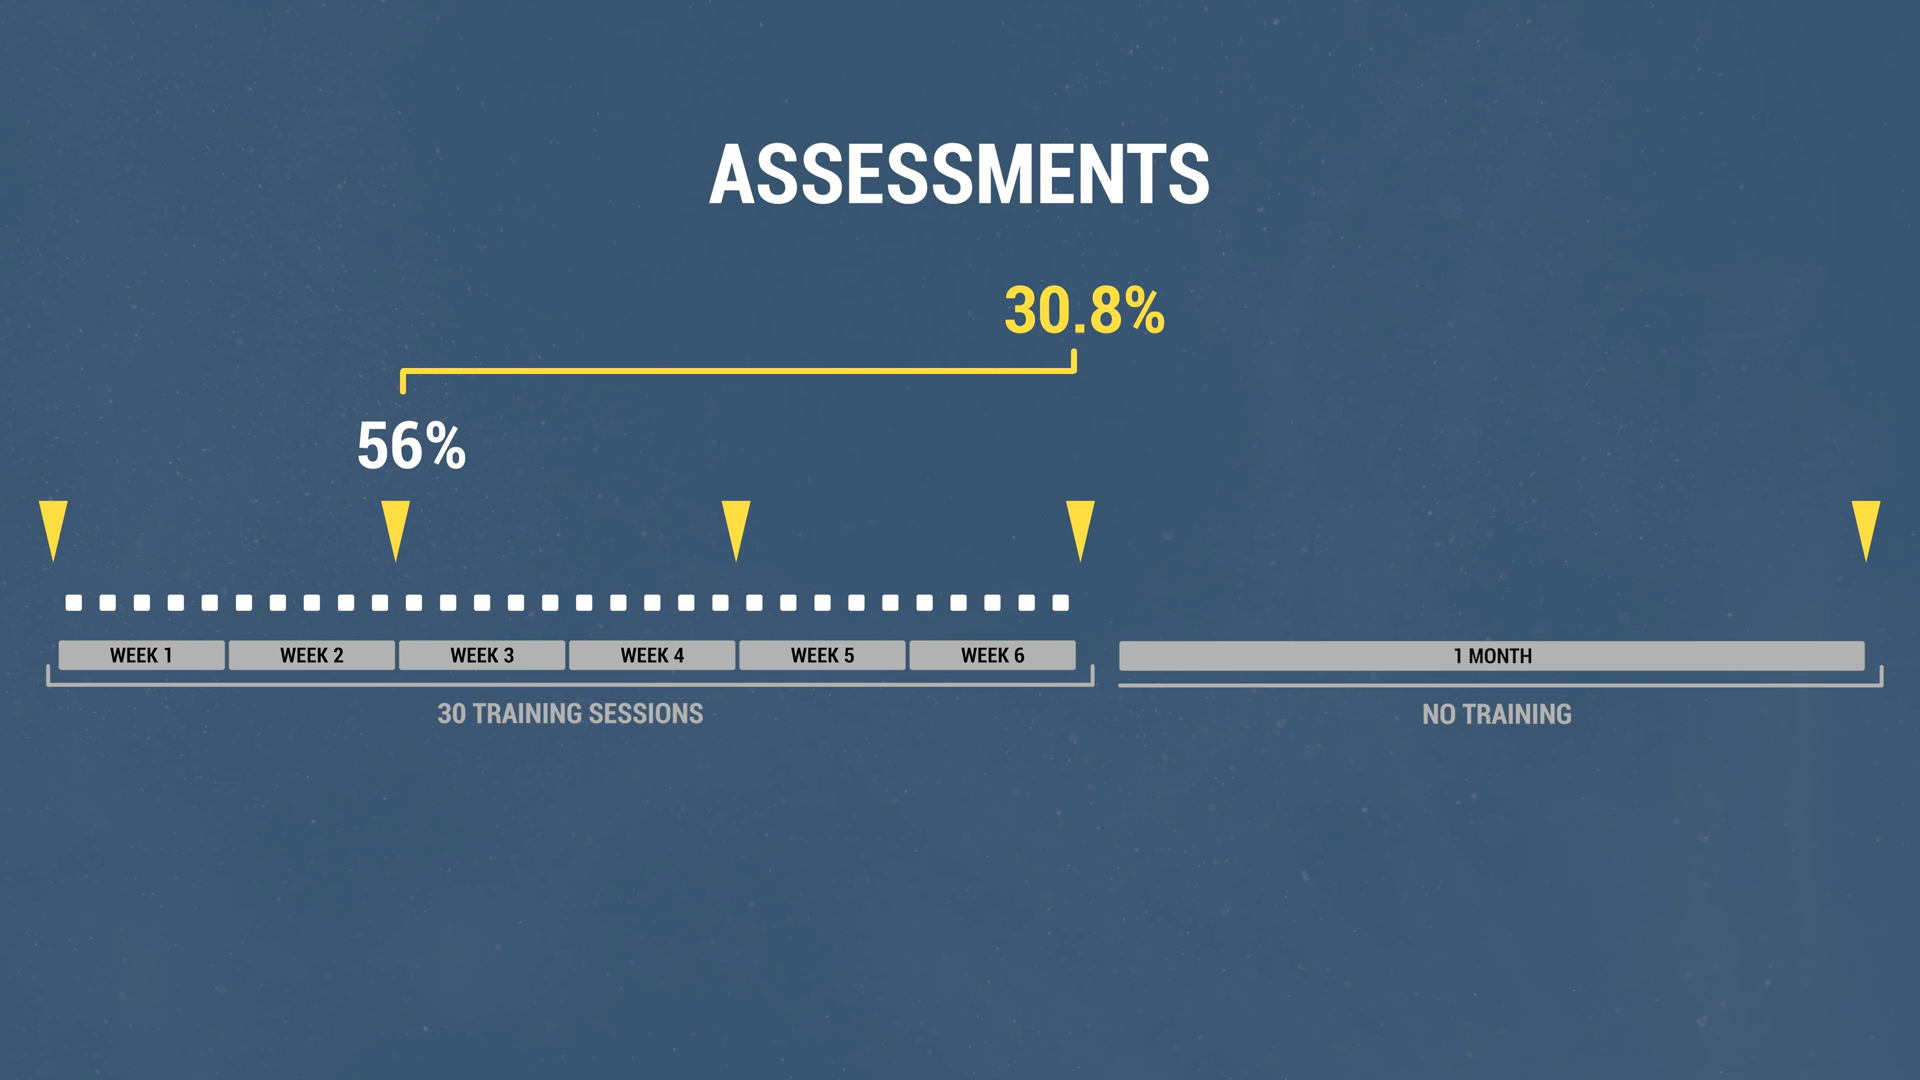 ASSESSMENTS
30.8%
56%
WEEK 1 WEEK 2 WEEK 3 WEEK 4 WEEK 5 WEEK 6 1 MONTH
30 TRAINING SESSIONS NO TRAINING